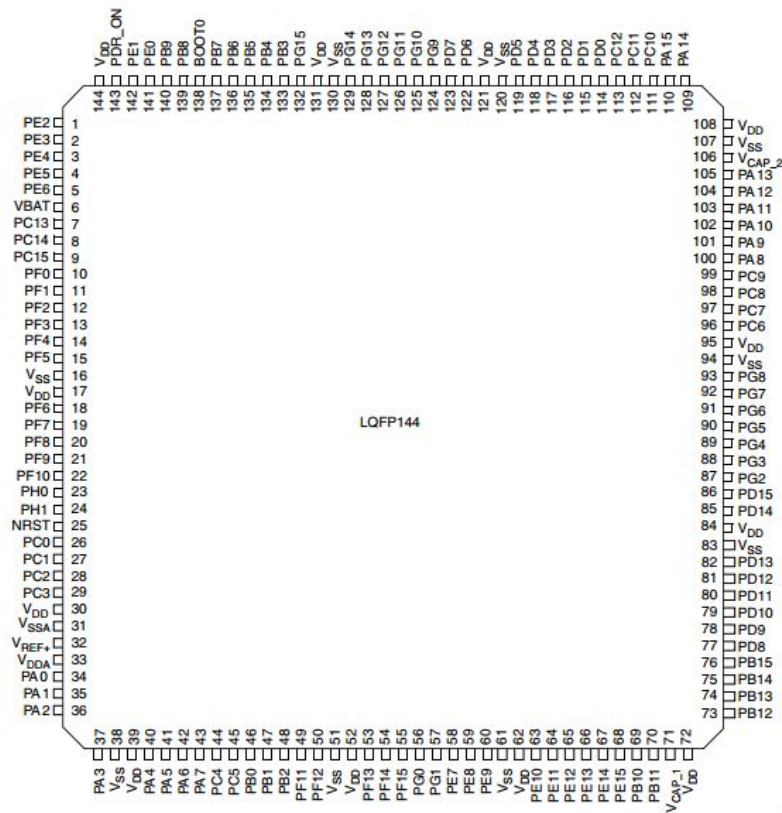 VDD PDR_ON PE1 PE0 PB9 PB8 BOOT0 PB7 PB6 PB5 PB4 PB3 PG15 VDD VSS PG14 PG13 PG12 PG11 PG10 PG9 PD7 PD6 VDD VSS PD5 PD4 PD3 PD2 PD1 PD0 PC12 PC11 PC10 PA15 PA14
144 143 142 141 140 139 138 137 136 135 134 133 132 131 130 129 128 127 126 125 124 123 122 121 120 119 118 117 116 115 114 113 112 111 110 109
PE2 1 108 VDD
PE3 2 107 VSS
PE4 3 106 VCAP_2
PE5 4 105 PA13
PE6 5 104 PA12
VBAT 6 103 PA11
PC13 7 102 PA10
PC14 8 101 PA9
PC15 9 100 PA8
PF0 10 99 PC9
PF1 11 98 PC8
PF2 12 97 PC7
PF3 13 96 PC6
PF4 14 95 VDD
PF5 15 94 VSS
VSS 16 93 PG8
VDD 17 92 PG7
PF6 18 91 PG6
PF7 19 90 PG5
LQFP144
PF8 20 89 PG4
PF9 21 88 PG3
PF10 22 87 PG2
PH0 23 86 PD15
PH1 24 85 PD14
NRST 25 84 VDD
PC0 26 83 VSS
PC1 27 82 PD13
PC2 28 81 PD12
PC3 29 80 PD11
VDD 30 79 PD10
VSSA 31 78 PD9
VREF+ 32 77 PD8
VDDA 33 76 PB15
PA0 34 75 PB14
PA1 35 74 PB13
PA2 36 73 PB12
37 38 39 40 41 42 43 44 45 46 47 48 49 50 51 52 53 54 55 56 57 58 59 60 61 62 63 64 65 66 67 68 69 70 71 72
PA3 VSS VDD PA4 PA5 PA6 PA7 PC4 PC5 PB0 PB1 PB2 PF11 PF12 VSS VDD PF13 PF14 PF15 PG0 PG1 PE7 PE8 PE9 VSS VDD PE10 PE11 PE12 PE13 PE14 PE15 PB10 PB11 VCAP_1 VDD